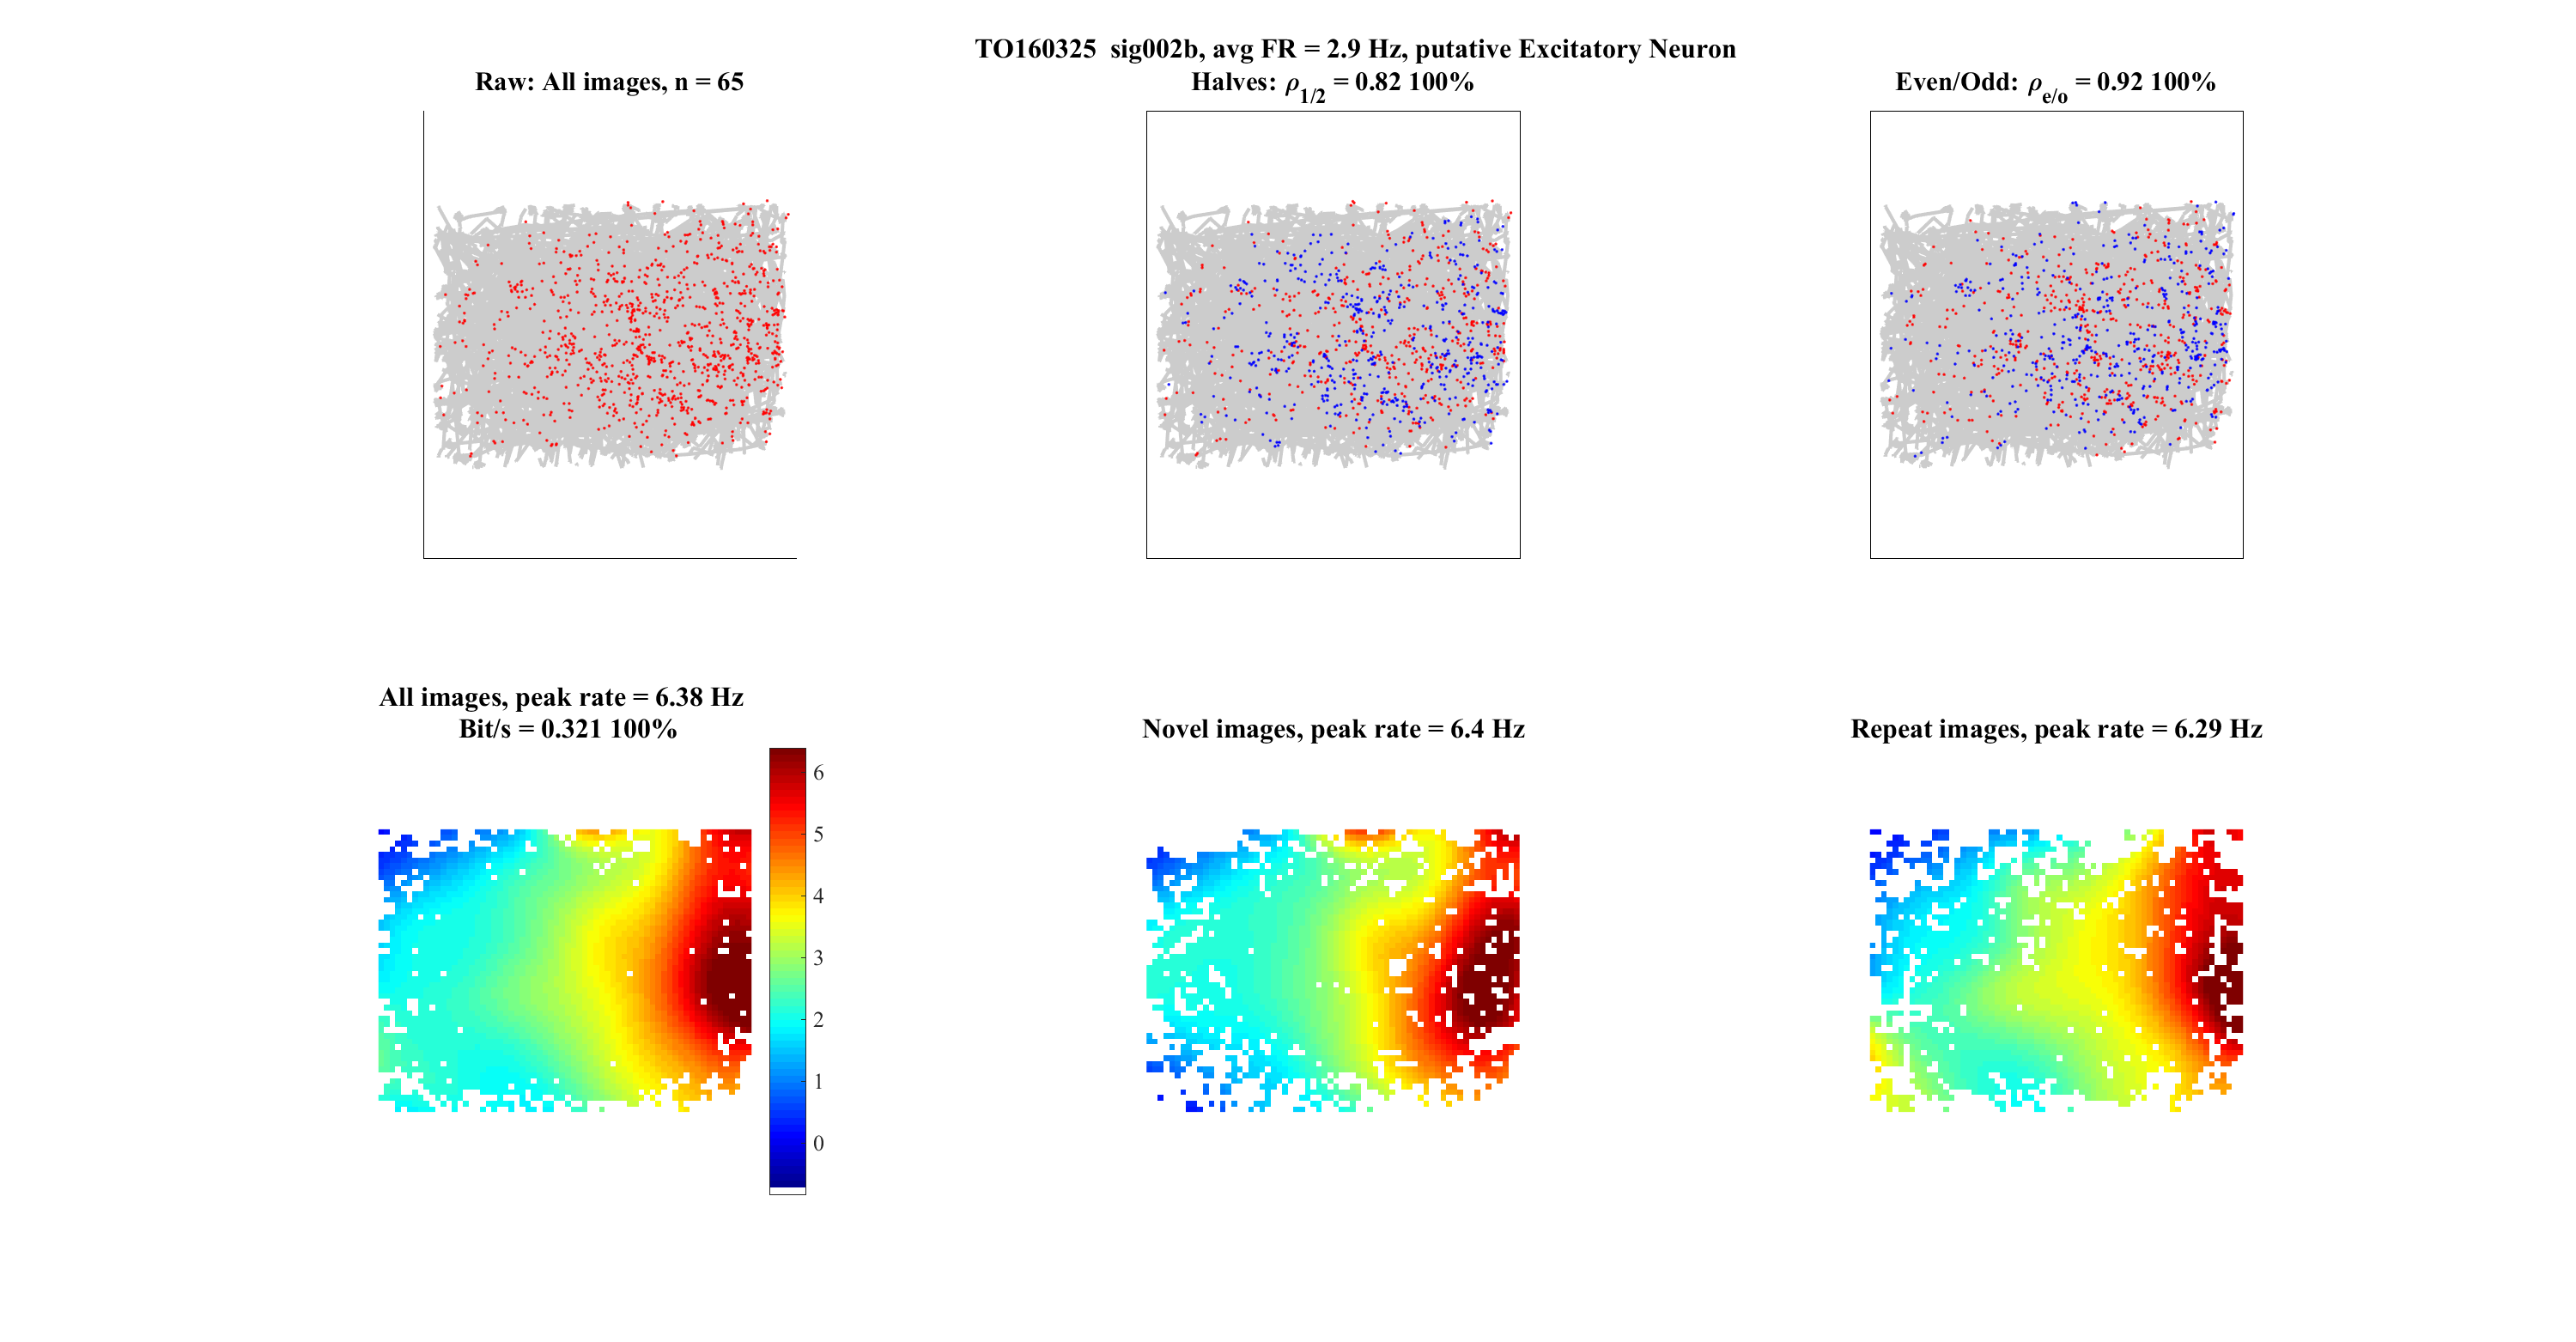 TO160325  sig002b, avg FR = 2.9 Hz, putative Excitatory Neuron
Raw: All images, n = 65
Halves: ρ1/2 = 0.82 100%
Even/Odd: ρe/o = 0.92 100%
All images, peak rate = 6.38 Hz
Bit/s = 0.321 100%
Novel images, peak rate = 6.4 Hz
Repeat images, peak rate = 6.29 Hz
6
5
4
3
2
1
0